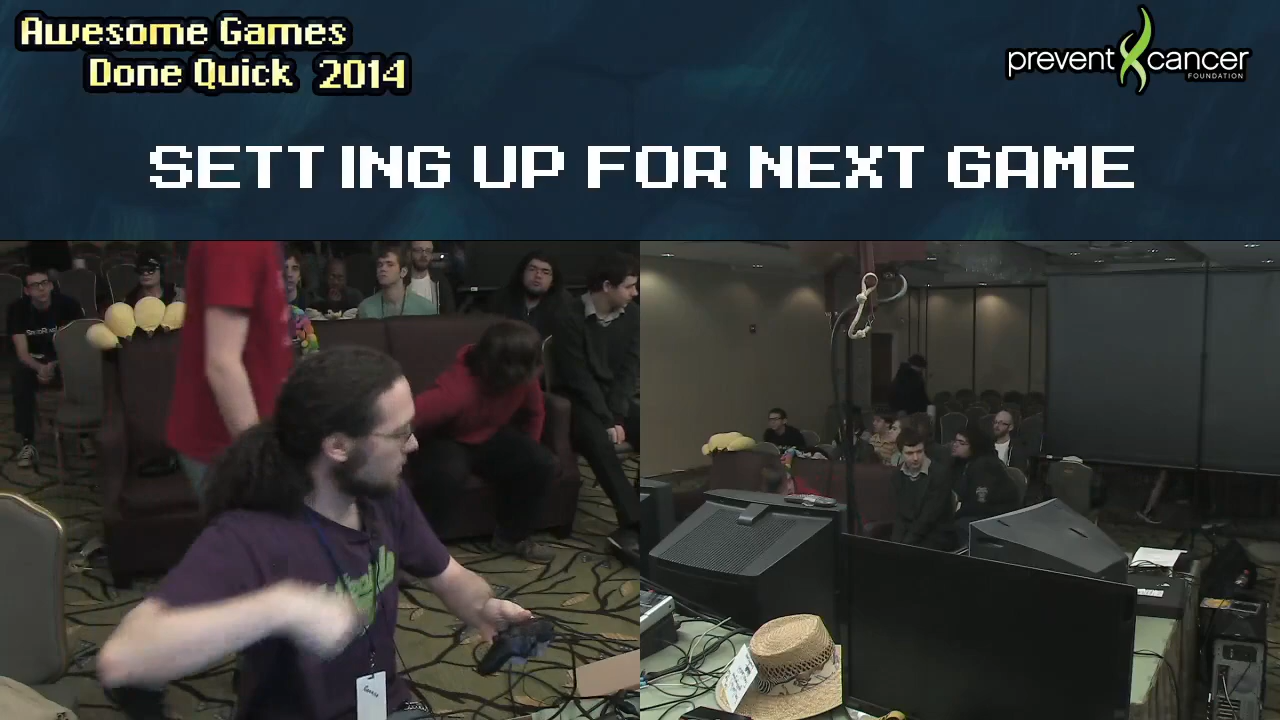 Awesome Games
Done Quick 2014
prevent cancer
FOUNDATION
SETTING UP FOR NEXT GAME